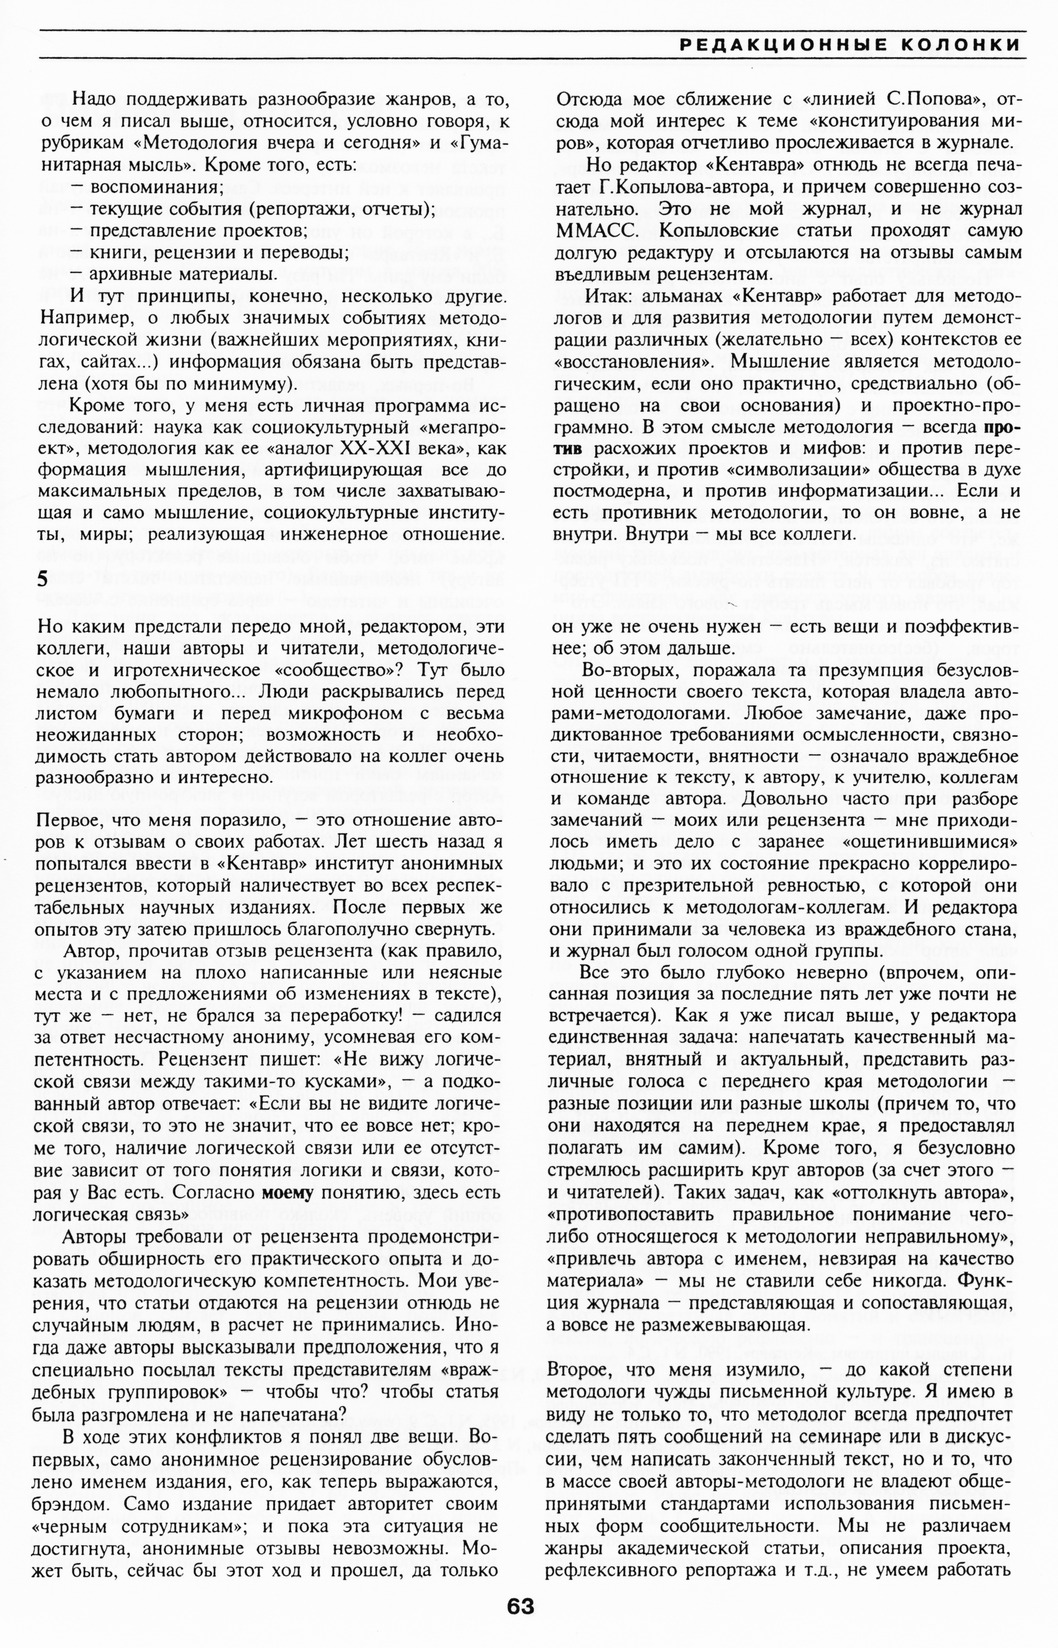 РЕДАКЦИОННЫЕ КОЛОНКИ
Надо поддерживать разнообразие жанров, а то,
о чем я писал выше, относится, условно говоря, к
рубрикам «Методология вчера и сегодня» и «Гума-
нитарная мысль». Кроме того, есть:
— воспоминания;
— текущие события (репортажи, отчеты);
— представление проектов;
— книги, рецензии и переводы;
— архивные материалы.
И тут принципы, конечно, несколько другие.
Например, о любых значимых событиях методо-
логической жизни (важнейших мероприятиях, кни-
гах, сайтах...) информация обязана быть представ-
лена (хотя бы по минимуму).
Кроме того, у меня есть личная программа ис-
следований: наука как социокультурный «мегапро-
ект», методология как ее «аналог XX-XXI века», как
формация мышления, артифицирующая все до
максимальных пределов, в том числе захватываю-
щая и само мышление, социокультурные институ-
ты, миры; реализующая инженерное отношение.
Отсюда мое сближение с «линией С.Попова», от-
сюда мой интерес к теме «конституирования ми-
ров», которая отчетливо прослеживается в журнале.
Но редактор «Кентавра» отнюдь не всегда печа-
тает Г.Копылова-автора, и причем совершенно соз-
нательно. Это не мой журнал, и не журнал
ММАСС. Копыловские статьи проходят самую
долгую редактуру и отсылаются на отзывы самым
въедливым рецензентам.
Итак: альманах «Кентавр» работает для методо-
логов и для развития методологии путем демонст-
рации различных (желательно — всех) контекстов ее
«восстановления». Мышление является методоло-
гическим, если оно практично, средствиально (об-
ращено на свои основания) и проектно-про-
граммно. В этом смысле методология — всегда про-
тив расхожих проектов и мифов: и против пере-
стройки, и против «символизации» общества в духе
постмодерна, и против информатизации... Если и
есть противник методологии, то он вовне, а не
внутри. Внутри — мы все коллеги.
5
Но каким предстали передо мной, редактором, эти
коллеги, наши авторы и читатели, методологиче-
ское и игротехническое «сообщество»? Тут было
немало любопытного... Люди раскрывались перед
листом бумаги и перед микрофоном с весьма
неожиданных сторон; возможность и необхо-
димость стать автором действовало на коллег очень
разнообразно и интересно.
Первое, что меня поразило, — это отношение авто-
ров к отзывам о своих работах. Лет шесть назад я
попытался ввести в «Кентавр» институт анонимных
рецензентов, который наличествует во всех респек-
табельных научных изданиях. После первых же
опытов эту затею пришлось благополучно свернуть.
Автор, прочитав отзыв рецензента (как правило,
с указанием на плохо написанные или неясные
места и с предложениями об изменениях в тексте),
тут же — нет, не брался за переработку! — садился
за ответ несчастному анониму, усомневая его ком-
петентность. Рецензент пишет: «Не вижу логиче-
ской связи между такими-то кусками», — а подко-
ванный автор отвечает: «Если вы не видите логиче-
ской связи, то это не значит, что ее вовсе нет; кро-
ме того, наличие логической связи или ее отсутст-
вие зависит от того понятия логики и связи, кото-
рая у Вас есть. Согласно моему понятию, здесь есть
логическая связь»
Авторы требовали от рецензента продемонстри-
ровать обширность его практического опыта и до-
казать методологическую компетентность. Мои уве-
рения, что статьи отдаются на рецензии отнюдь не
случайным людям, в расчет не принимались. Ино-
гда даже авторы высказывали предположения, что я
специально посылал тексты представителям «враж-
дебных группировок» — чтобы что? чтобы статья
была разгромлена и не напечатана?
В ходе этих конфликтов я понял две вещи. Во-
первых, само анонимное рецензирование обуслов-
лено именем издания, его, как теперь выражаются,
брэндом. Само издание придает авторитет своим
«черным сотрудникам»; и пока эта ситуация не
достигнута, анонимные отзывы невозможны. Мо-
жет быть, сейчас бы этот ход и прошел, да только
он уже не очень нужен — есть вещи и поэффектив-
нее; об этом дальше.
Во-вторых, поражала та презумпция безуслов-
ной ценности своего текста, которая владела авто-
рами-методологами. Любое замечание, даже про-
диктованное требованиями осмысленности, связно-
сти, читаемости, внятности — означало враждебное
отношение к тексту, к автору, к учителю, коллегам
и команде автора. Довольно часто при разборе
замечаний — моих или рецензента — мне приходи-
лось иметь дело с заранее «ощетинившимися»
людьми; и это их состояние прекрасно коррелиро-
вало с презрительной ревностью, с которой они
относились к методологам-коллегам. И редактора
они принимали за человека из враждебного стана,
и журнал был голосом одной группы.
Все это было глубоко неверно (впрочем, опи-
санная позиция за последние пять лет уже почти не
встречается). Как я уже писал выше, у редактора
единственная задача: напечатать качественный ма-
териал, внятный и актуальный, представить раз-
личные голоса с переднего края методологии —
разные позиции или разные школы (причем то, что
они находятся на переднем крае, я предоставлял
полагать им самим). Кроме того, я безусловно
стремлюсь расширить круг авторов (за счет этого —
и читателей). Таких задач, как «оттолкнуть автора»,
«противопоставить правильное понимание чего-
либо относящегося к методологии неправильному»,
«привлечь автора с именем, невзирая на качество
материала» — мы не ставили себе никогда. Функ-
ция журнала — представляющая и сопоставляющая,
а вовсе не размежевывающая.
Второе, что меня изумило, — до какой степени
методологи чужды письменной культуре. Я имею в
виду не только то, что методолог всегда предпочтет
сделать пять сообщений на семинаре или в дискус-
сии, чем написать законченный текст, но и то, что
в массе своей авторы-методологи не владеют обще-
принятыми стандартами использования письмен-
ных форм сообщительности. Мы не различаем
жанры академической статьи, описания проекта,
рефлексивного репортажа и т.д., не умеем работать
63